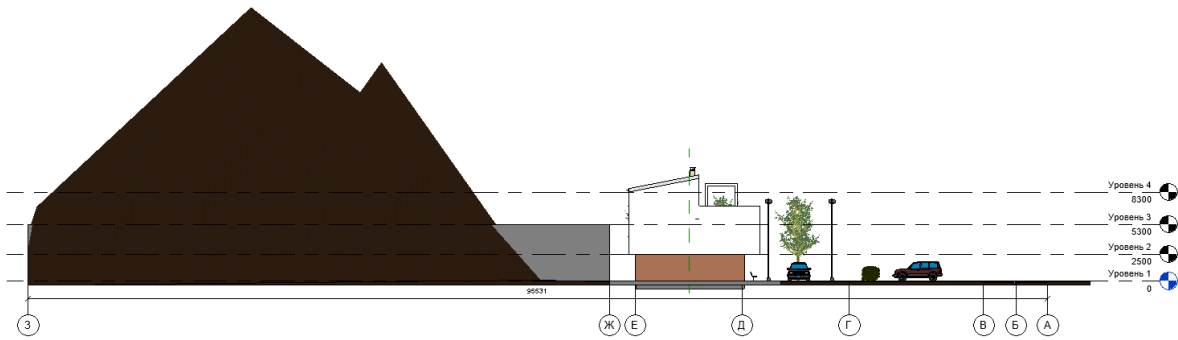 Уровень 4
8300
Уровень 3
5300
Уровень 2
2500
Уровень 1
0
95531
З
Ж
Е
Д
Г
В
Б
А